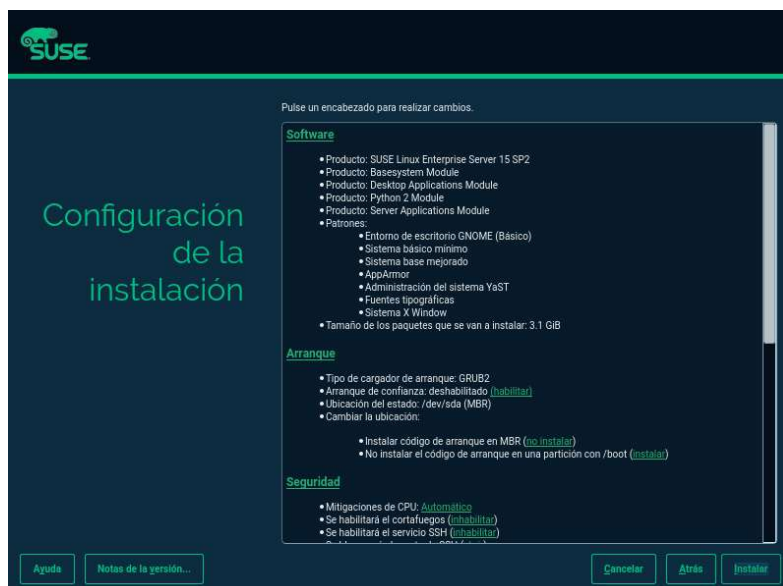 SUSE
Pulse un encabezado para realizar cambios.
Configuración
de la
instalación
Software
Producto: SUSE Linux Enterprise Server 15 SP2
Producto: Basesystem Module
Producto: Desktop Applications Module
Producto: Python 2 Module
Producto: Server Applications Module
Patrones:
Entorno de escritorio GNOME (Básico)
Sistema básico mínimo
Sistema base mejorado
AppArmor
Administración del sistema YaST
Fuentes tipográficas
Sistema X Window
Tamaño de los paquetes que se van a instalar: 3.1 GiB
Arranque
Tipo de cargador de arranque: GRUB2
Arranque de confianza: deshabilitado (habilitar)
Ubicación del estado: /dev/sda (MBR)
Cambiar la ubicación:
Instalar código de arranque en MBR (no instalar)
No instalar el código de arranque en una partición con /boot (instalar)
Seguridad
Mitigaciones de CPU: Automático
Se habilitará el cortafuegos (inhabilitar)
Se habilitará el servicio SSH (inhabilitar)
Ayuda
Notas de la versión...
Cancelar
Atrás
Instalar